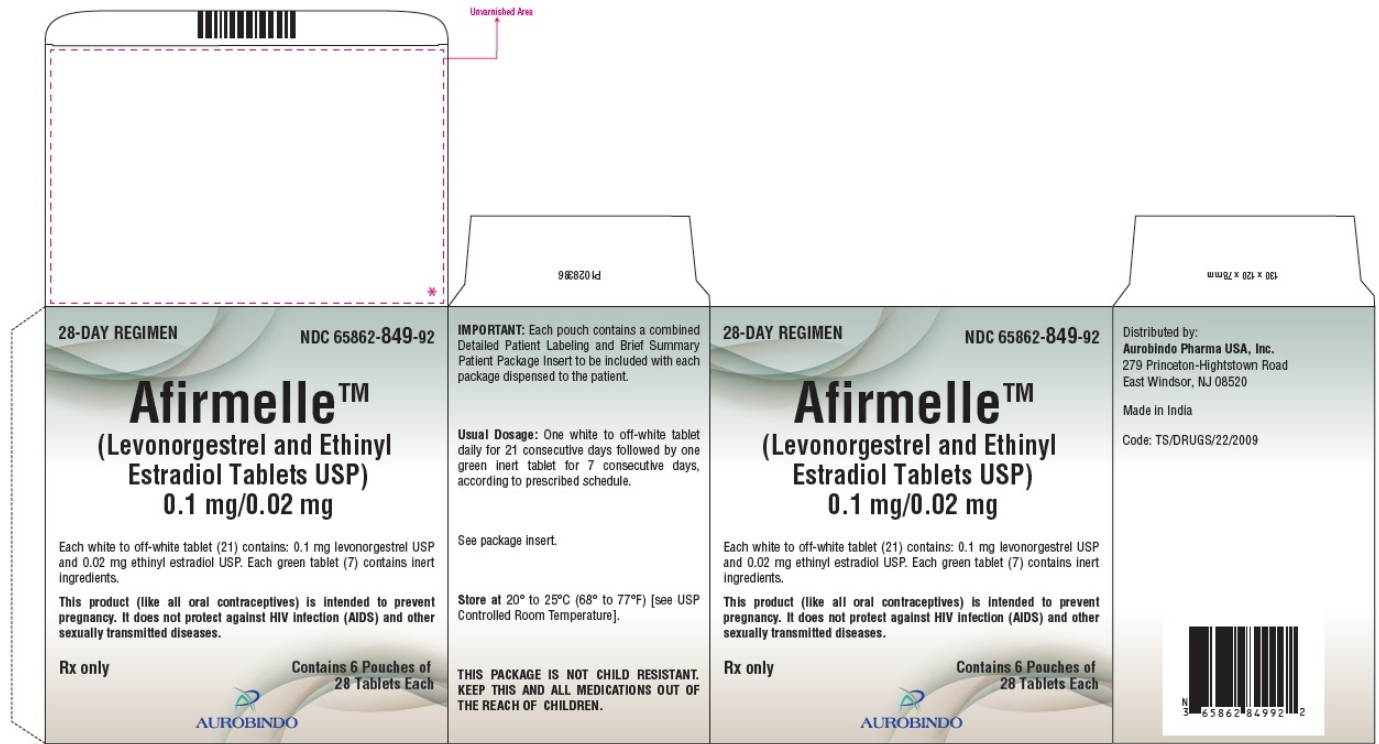 Unvarnished Area
*
P1028386
130 x 120 x 78mm
28-DAY REGIMEN
NDC 65862-849-92
Afirmelle™
(Levonorgestrel and Ethinyl
Estradiol Tablets USP)
0.1 mg/0.02 mg
Each white to off-white tablet (21) contains: 0.1 mg levonorgestrel USP
and 0.02 mg ethinyl estradiol USP. Each green tablet (7) contains inert
ingredients.
This product (like all oral contraceptives) is intended to prevent
pregnancy. It does not protect against HIV infection (AIDS) and other
sexually transmitted diseases.
Rx only
Contains 6 Pouches of
28 Tablets Each
AUROBINDO
IMPORTANT: Each pouch contains a combined
Detailed Patient Labeling and Brief Summary
Patient Package Insert to be included with each
package dispensed to the patient.
Usual Dosage: One white to off-white tablet
daily for 21 consecutive days followed by one
green inert tablet for 7 consecutive days,
according to prescribed schedule.
See package insert.
Store at 20° to 25°C (68° to 77°F) [see USP
Controlled Room Temperature].
THIS PACKAGE IS NOT CHILD RESISTANT.
KEEP THIS AND ALL MEDICATIONS OUT OF
THE REACH OF CHILDREN.
28-DAY REGIMEN
NDC 65862-849-92
Afirmelle™
(Levonorgestrel and Ethinyl
Estradiol Tablets USP)
0.1 mg/0.02 mg
Each white to off-white tablet (21) contains: 0.1 mg levonorgestrel USP
and 0.02 mg ethinyl estradiol USP. Each green tablet (7) contains inert
ingredients.
This product (like all oral contraceptives) is intended to prevent
pregnancy. It does not protect against HIV infection (AIDS) and other
sexually transmitted diseases.
Rx only
Contains 6 Pouches of
28 Tablets Each
AUROBINDO
Distributed by:
Aurobindo Pharma USA, Inc.
279 Princeton-Hightstown Road
East Windsor, NJ 08520
Made in India
Code: TS/DRUGS/22/2009
N
3 65862 84992 2